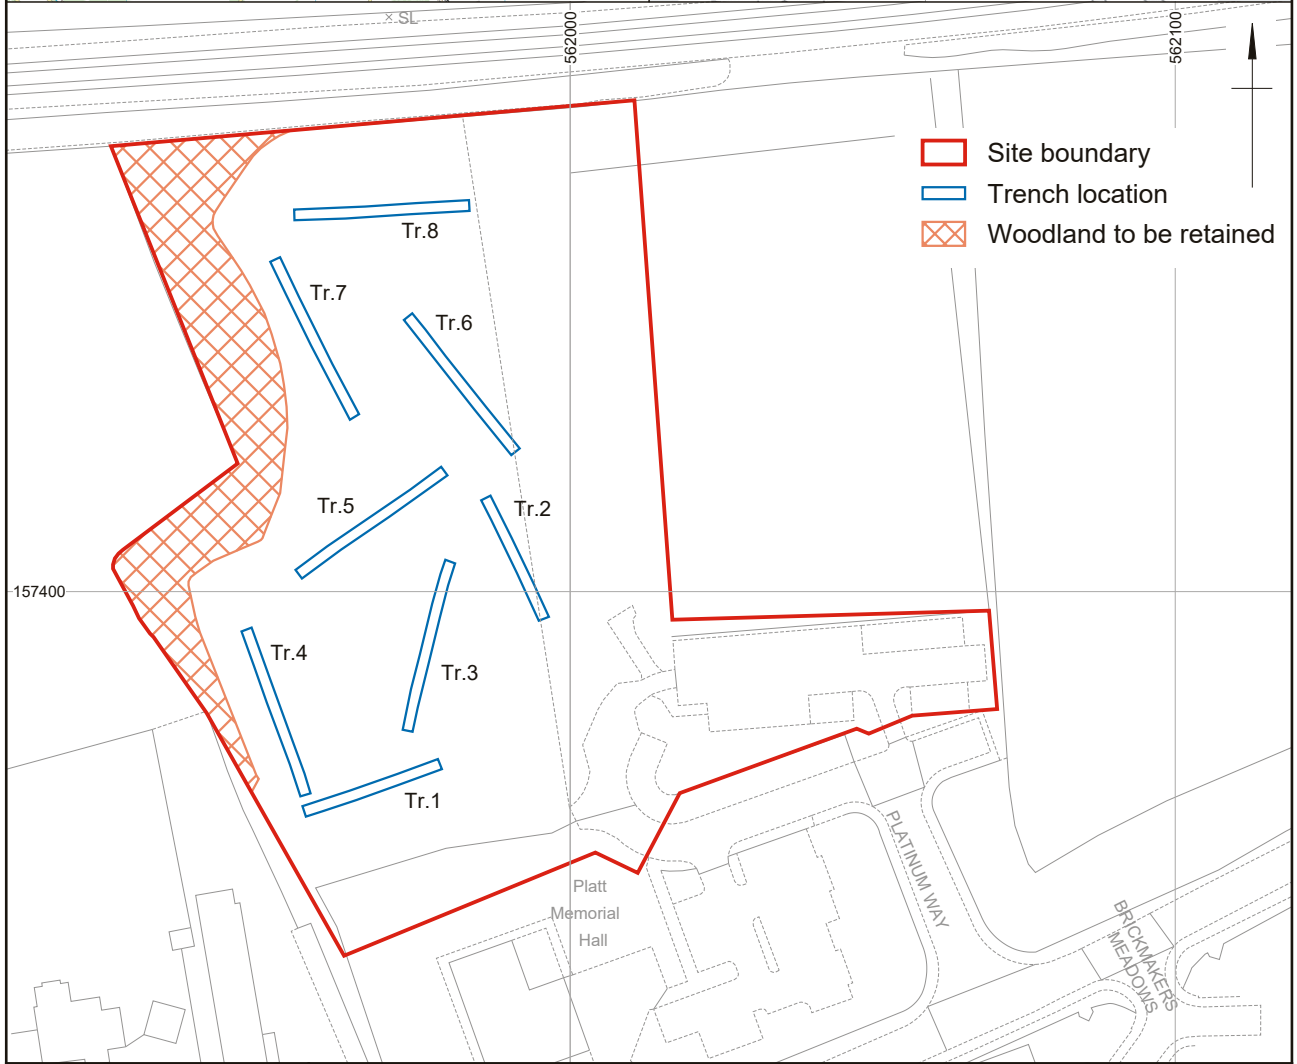 × SL
562000
562100
Site boundary
Trench location
Woodland to be retained
Tr.8
Tr.7
Tr.6
Tr.5
Tr.2
157400
Tr.4
Tr.3
Tr.1
PLATINUM WAY
Platt
Memorial
Hall
BRICKMAKERS
MEADOWS